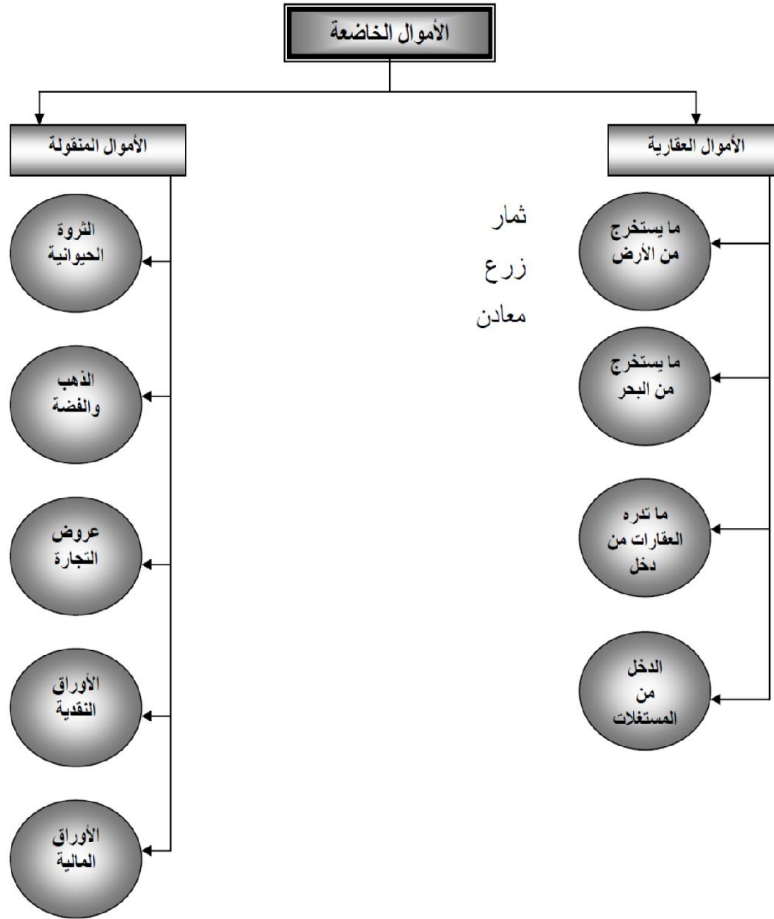 الأموال الخاضعة
الأموال العقارية
ما يستخرج
من الأرض
ثمار
زرع
معادن
ما يستخرج
من البحر
ما تدره
العقارات من
دخل
الدخل
من
المستغلات
الأموال المنقولة
الثروة
الحيوانية
الذهب
والفضة
عروض
التجارة
الأوراق
النقدية
الأوراق
المالية